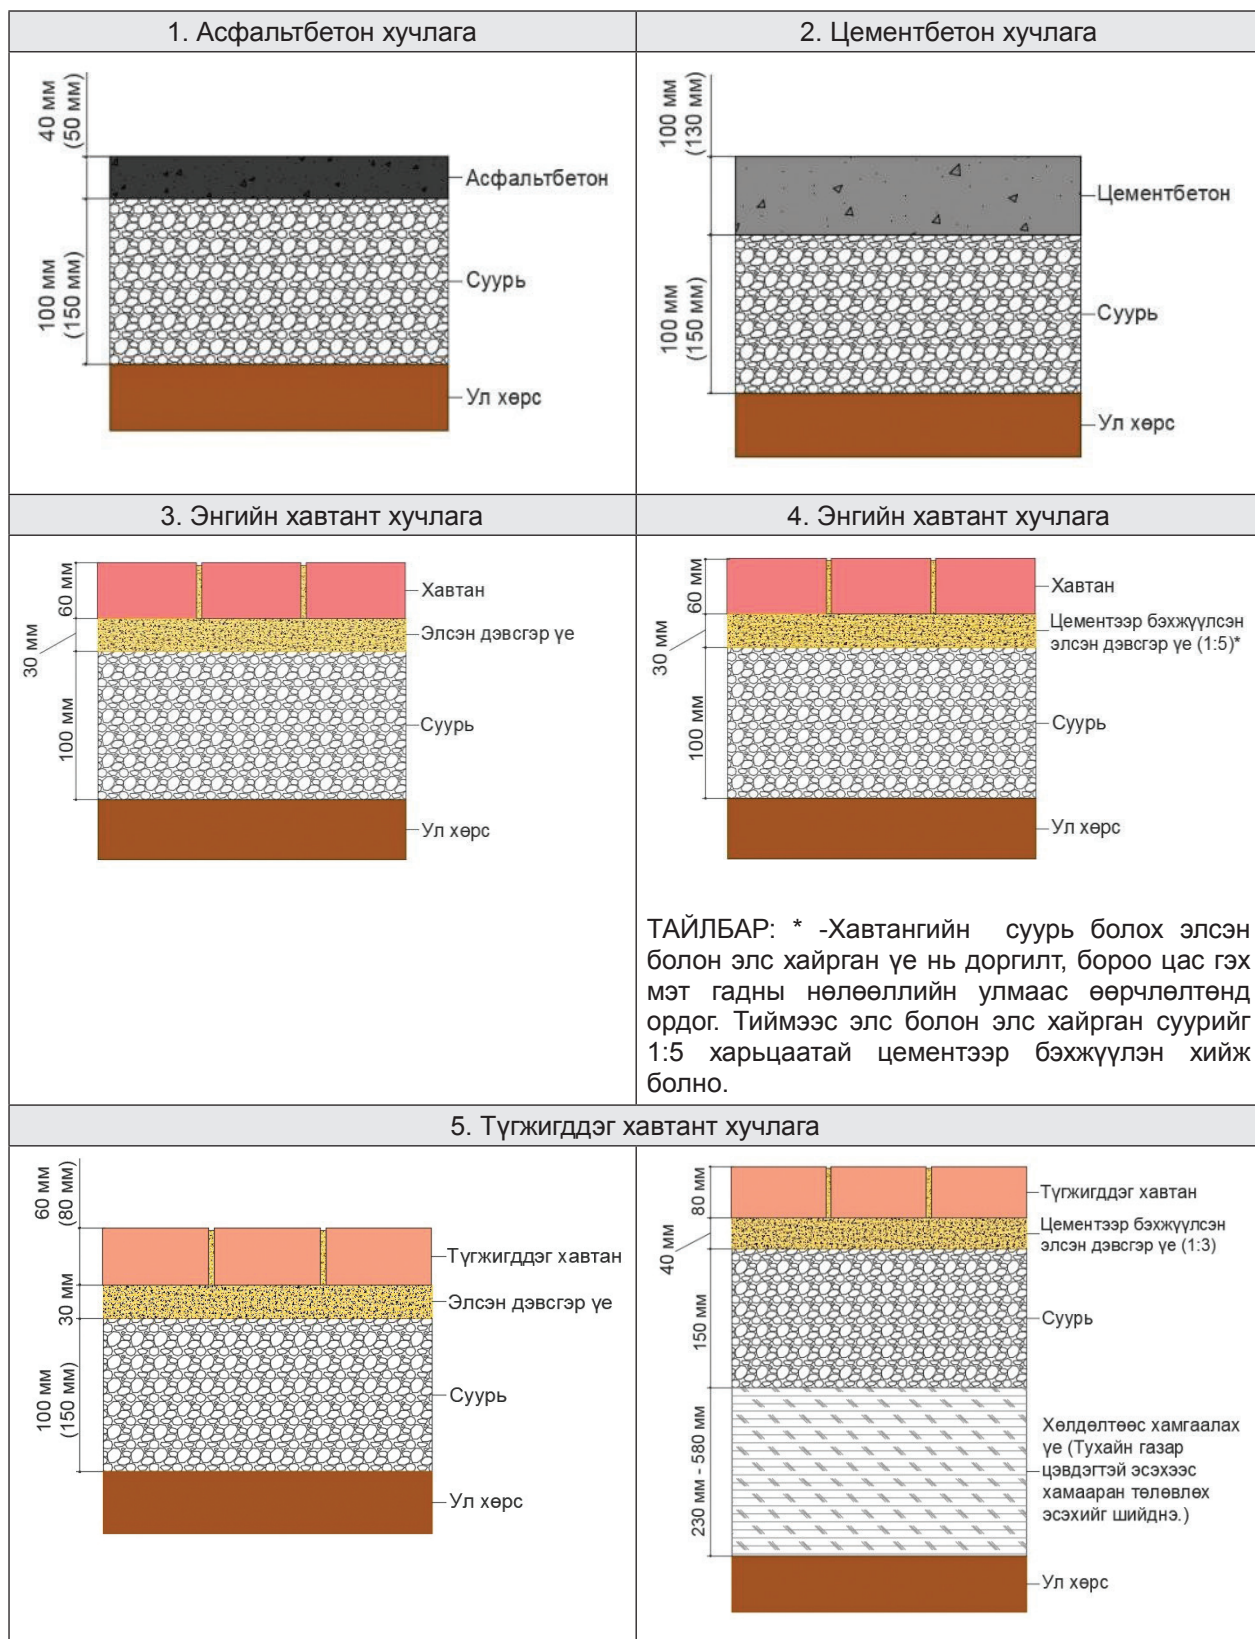 1. Асфальтбетон хучлага
40 мм
(50 мм)
100 мм
(150 мм)
Асфальтбетон
Суурь
Ул хөрс
2. Цементбетон хучлага
100 мм
(130 мм)
100 мм
(150 мм)
Цементбетон
Суурь
Ул хөрс
3. Энгийн хавтант хучлага
60 мм
30 мм
100 мм
Хавтан
Элсэн дэвсгэр үе
Суурь
Ул хөрс
4. Энгийн хавтант хучлага
60 мм
30 мм
100 мм
Хавтан
Цементээр бэхжүүлсэн
элсэн дэвсгэр үе (1:5)*
Суурь
Ул хөрс
ТАЙЛБАР: * -Хавтангийн суурь болох элсэн
болон элс хайрган үе нь доргилт, бороо цас гэх
мэт гадны нөлөөллийн улмаас өөрчлөлтөнд
ордог. Тиймээс элс болон элс хайрган суурийг
1:5 харьцаатай цементээр бэхжүүлэн хийж
болно.
5. Түгжигддэг хавтант хучлага
60 мм
(80 мм)
30 мм
100 мм
(150 мм)
Түгжигддэг хавтан
Элсэн дэвсгэр үе
Суурь
Ул хөрс
80 мм
40 мм
150 мм
230 мм - 580 мм
Түгжигддэг хавтан
Цементээр бэхжүүлсэн
элсэн дэвсгэр үе (1:3)
Суурь
Хөлдөлтөөс хамгаалах
үе (Тухайн газар
цэвдэгтэй эсэхээс
хамааран төлөвлөх
эсэхийг шийднэ.)
Ул хөрс